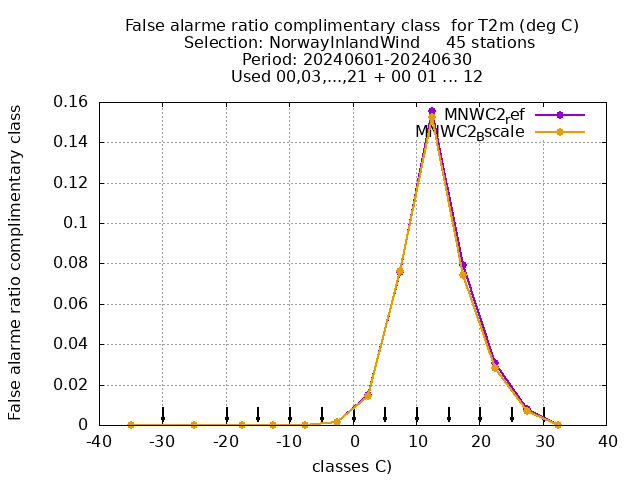 False alarme ratio complimentary class  for T2m (deg C)
Selection: NorwayInlandWind     45 stations
Period: 20240601-20240630
Used 00,03,...,21 + 00 01 ... 12
False alarme ratio complimentary class
0.16
0.14
0.12
0.1
0.08
0.06
0.04
0.02
0
MNWC2ref
MNWC2Bscale
-40 -30 -20 -10 0 10 20 30 40
classes C)